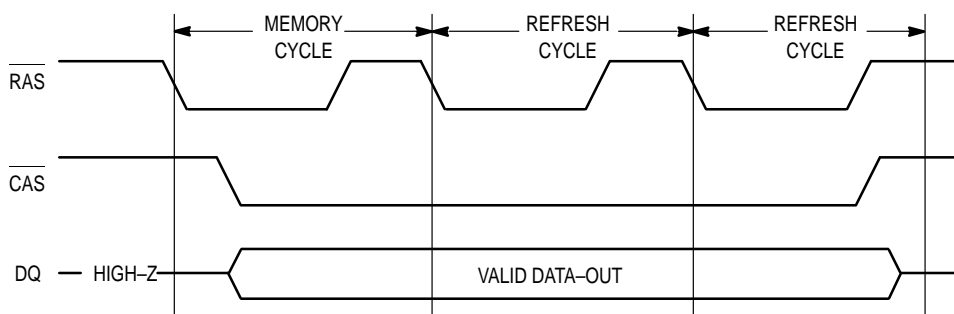 MEMORY
CYCLE
REFRESH
CYCLE
REFRESH
CYCLE
RAS
CAS
DQ
HIGH–Z
VALID DATA–OUT